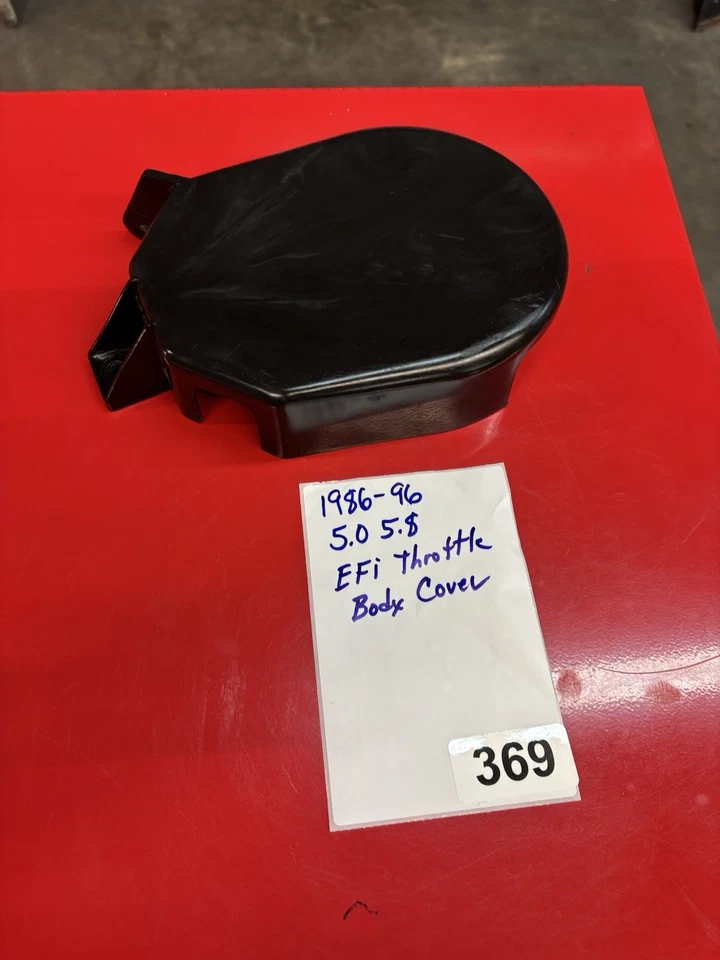 1986-96
5.0 5.8
EFi Throttle
Body Cover
369